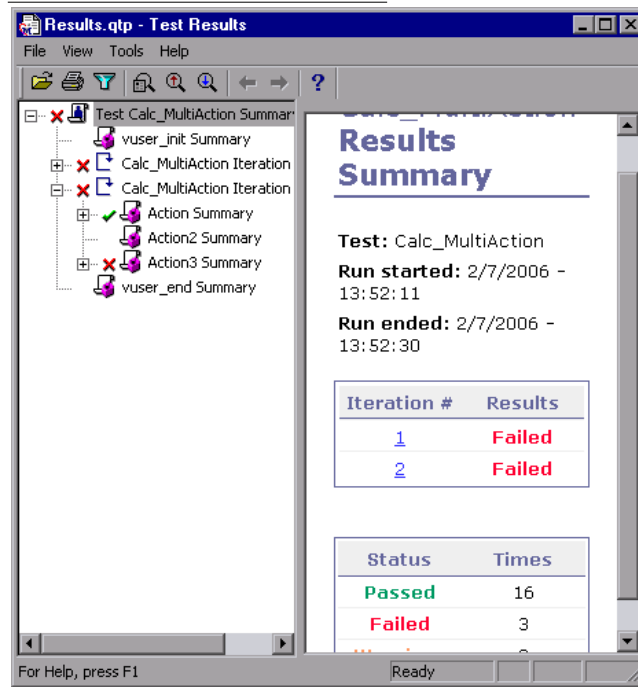 Results.qtp - Test Results
File View Tools Help
Test Calc_MultiAction Summar
vuser_init Summary
Calc_MultiAction Iteration
Calc_MultiAction Iteration
Action Summary
Action2 Summary
Action3 Summary
vuser_end Summary
Results
Summary
Test: Calc_MultiAction
Run started: 2/7/2006 -
13:52:11
Run ended: 2/7/2006 -
13:52:30
Iteration # Results
1 Failed
2 Failed
Status Times
Passed 16
Failed 3
For Help, press F1
Ready